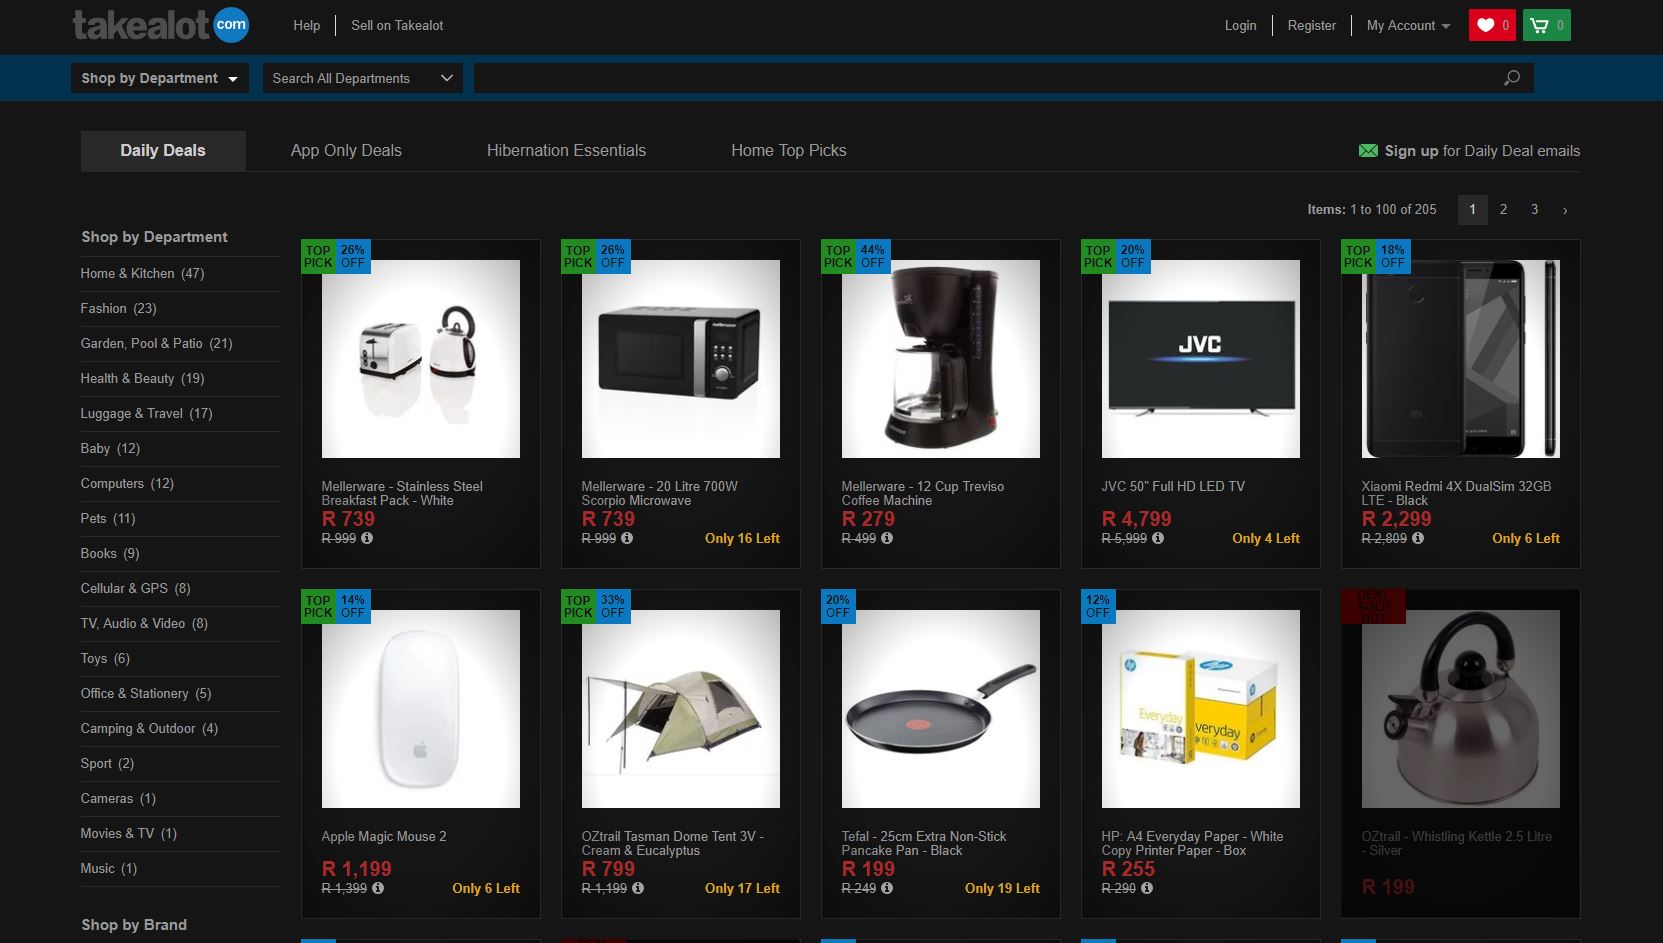 takealot com
Help
Sell on Takealot
Login
Register
My Account
0
0
Shop by Department
Search All Departments
Daily Deals
App Only Deals
Hibernation Essentials
Home Top Picks
Sign up for Daily Deal emails
Items: 1 to 100 of 205
1
2
3
›
Shop by Department
Home & Kitchen (47)
Fashion (23)
Garden, Pool & Patio (21)
Health & Beauty (19)
Luggage & Travel (17)
Baby (12)
Computers (12)
Pets (11)
Books (9)
Cellular & GPS (8)
TV, Audio & Video (8)
Toys (6)
Office & Stationery (5)
Camping & Outdoor (4)
Sport (2)
Cameras (1)
Movies & TV (1)
Music (1)
Shop by Brand
TOP
PICK
26%
OFF
Mellerware - Stainless Steel
Breakfast Pack - White
R 739
R 999
TOP
PICK
26%
OFF
mellerware
Mellerware - 20 Litre 700W
Scorpio Microwave
R 739
R 999
Only 16 Left
TOP
PICK
44%
OFF
Mellerware - 12 Cup Treviso
Coffee Machine
R 279
R 499
TOP
PICK
20%
OFF
JVC
JVC 50" Full HD LED TV
R 4,799
R 5,999
Only 4 Left
TOP
PICK
18%
OFF
Xiaomi Redmi 4X DualSim 32GB
LTE - Black
R 2,299
R 2,809
Only 6 Left
TOP
PICK
14%
OFF
Apple Magic Mouse 2
R 1,199
R 1,399
Only 6 Left
TOP
PICK
33%
OFF
OZtrail Tasman Dome Tent 3V -
Cream & Eucalyptus
R 799
R 1,199
Only 17 Left
20%
OFF
Tefal - 25cm Extra Non-Stick
Pancake Pan - Black
R 199
R 249
Only 19 Left
12%
OFF
hp
Everyday
hp
veryday
HP: A4 Everyday Paper - White
Copy Printer Paper - Box
R 255
R 290
DEAL
SOLD
OUT!
OZtrail - Whistling Kettle 2.5 Litre
- Silver
R 199